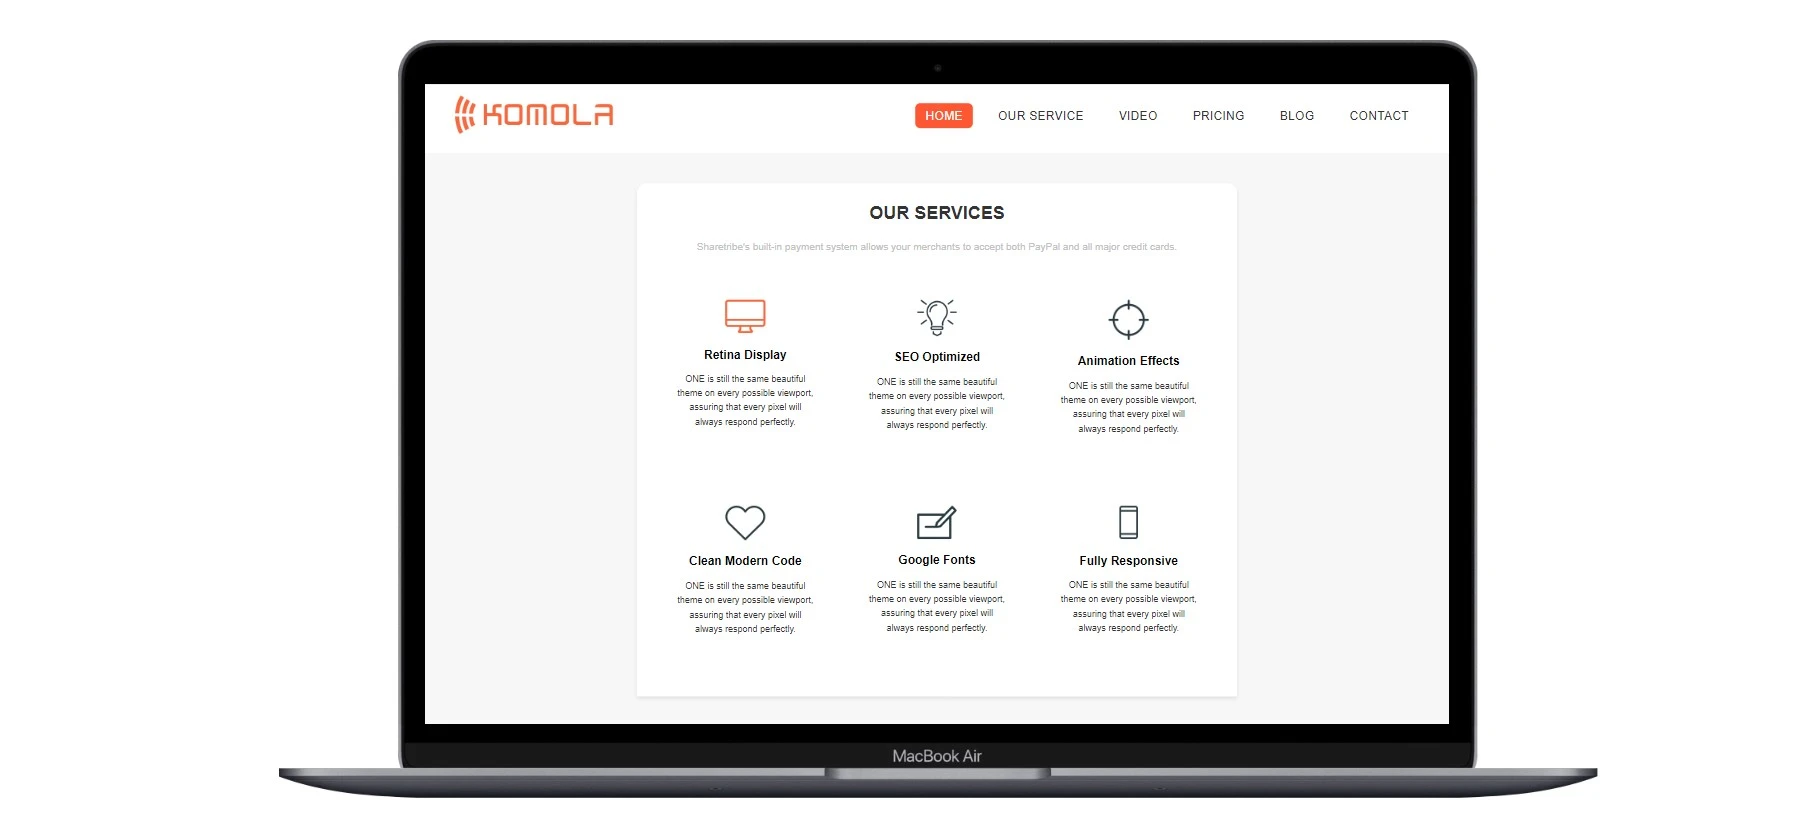 KOMOLA
HOME OUR SERVICE VIDEO PRICING BLOG CONTACT
OUR SERVICES
Sharetribe's built-in payment system allows your merchants to accept both PayPal and all major credit cards.
Retina Display
ONE is still the same beautiful
theme on every possible viewport,
assuring that every pixel will
always respond perfectly.
SEO Optimized
ONE is still the same beautiful
theme on every possible viewport,
assuring that every pixel will
always respond perfectly.
Animation Effects
ONE is still the same beautiful
theme on every possible viewport,
assuring that every pixel will
always respond perfectly.
Clean Modern Code
ONE is still the same beautiful
theme on every possible viewport,
assuring that every pixel will
always respond perfectly.
Google Fonts
ONE is still the same beautiful
theme on every possible viewport,
assuring that every pixel will
always respond perfectly.
Fully Responsive
ONE is still the same beautiful
theme on every possible viewport,
assuring that every pixel will
always respond perfectly.
MacBook Air